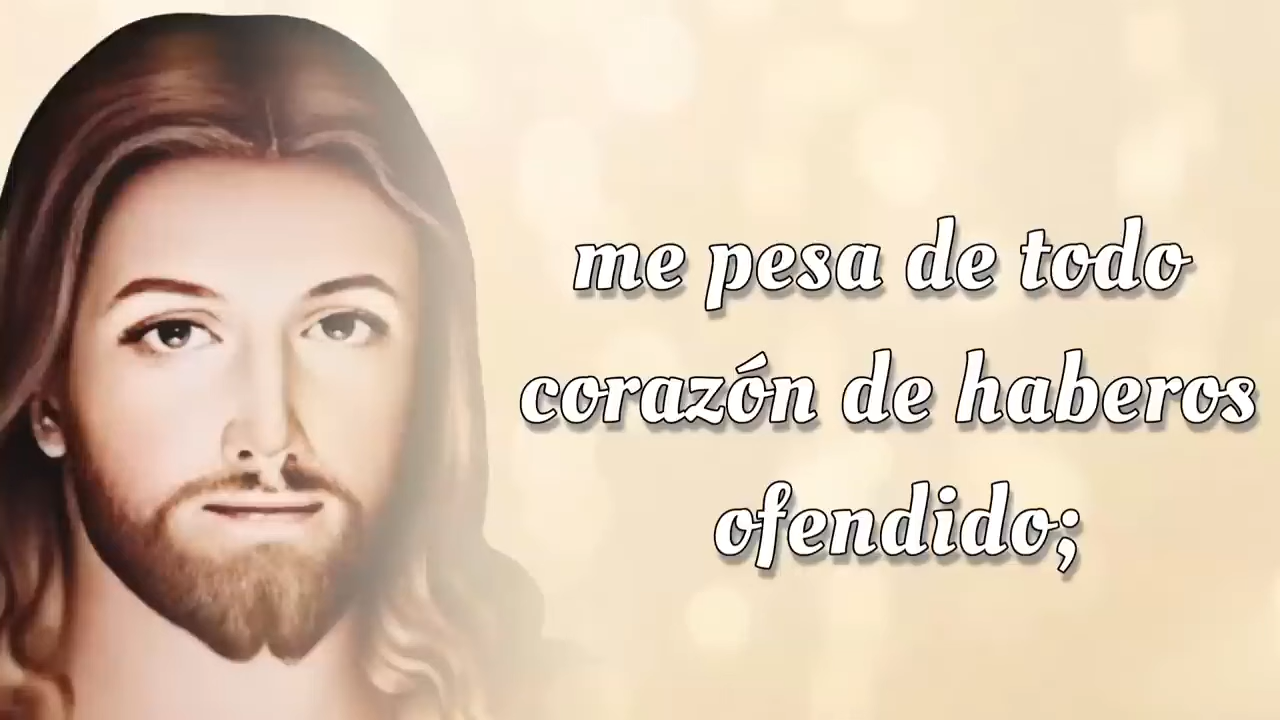 me pesa de todo
corazón de haberos
ofendido;